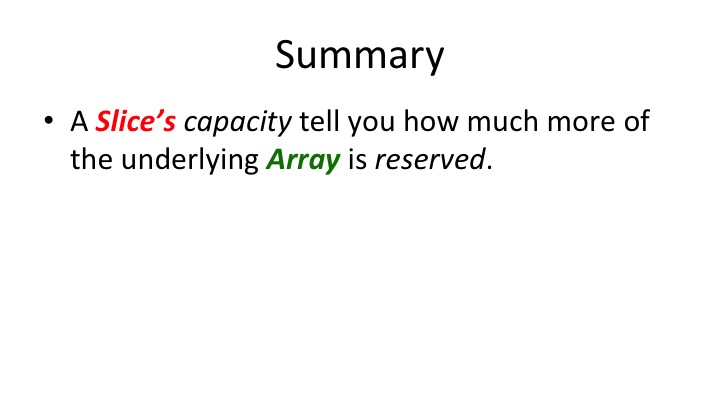 Summary
• A Slice’s capacity tell you how much more of
the underlying Array is reserved.